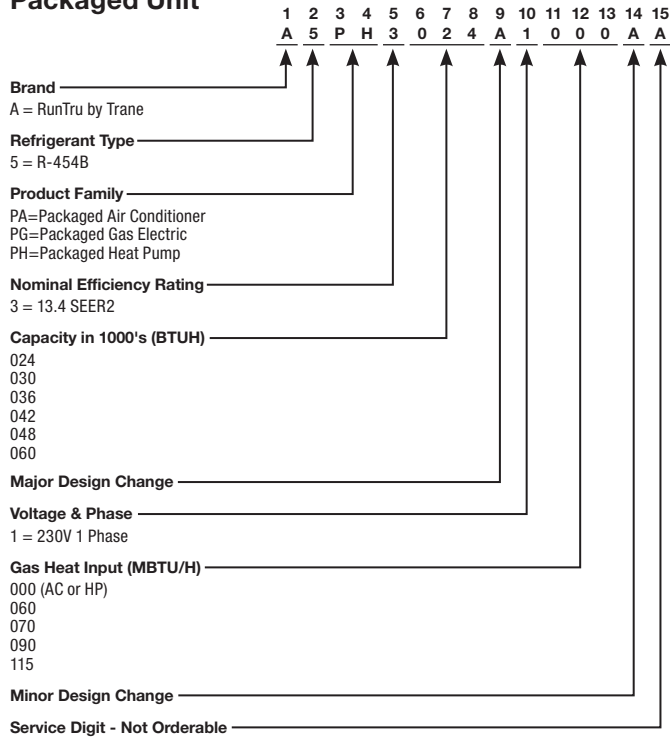 Packaged Unit
1 2 3 4 5 6 7 8 9 10 11 12 13 14 15
A 5 P H 3 0 2 4 A 1 0 0 0 A A
Brand
A = RunTru by Trane
Refrigerant Type
5 = R-454B
Product Family
PA=Packaged Air Conditioner
PG=Packaged Gas Electric
PH=Packaged Heat Pump
Nominal Efficiency Rating
3 = 13.4 SEER2
Capacity in 1000's (BTUH)
024
030
036
042
048
060
Major Design Change
Voltage & Phase
1 = 230V 1 Phase
Gas Heat Input (MBTU/H)
000 (AC or HP)
060
070
090
115
Minor Design Change
Service Digit - Not Orderable